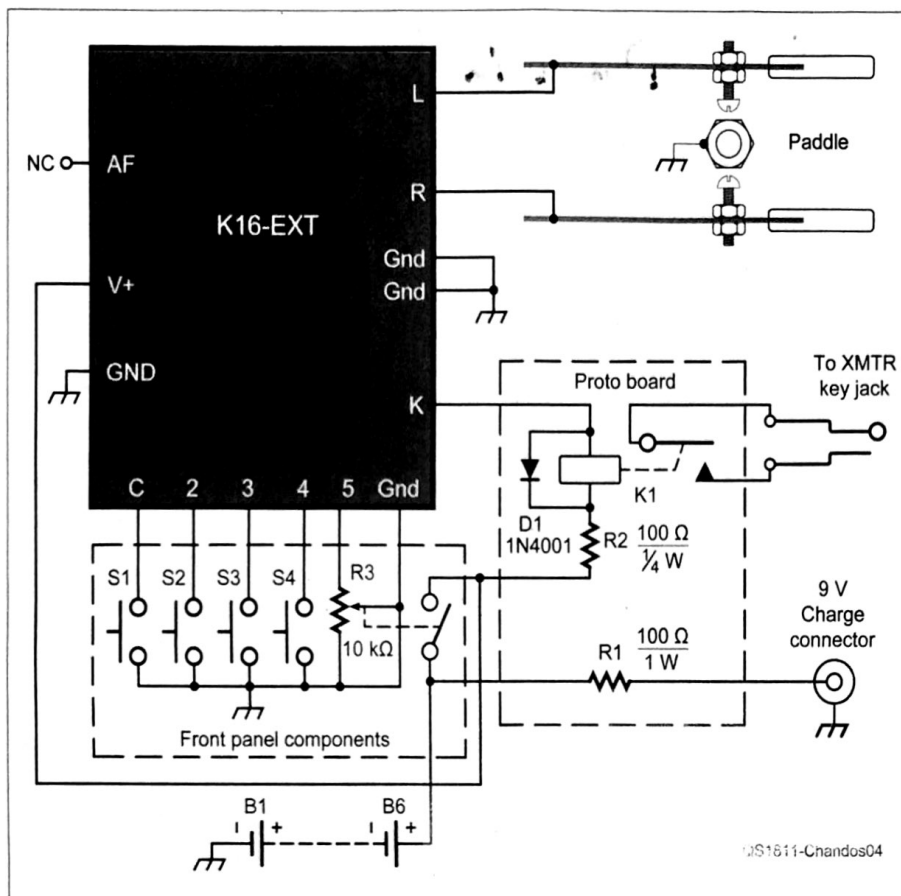 L
NC
AF
Paddle
R
K16-EXT
Gnd
V+
Gnd
GND
Proto board
To XMTR
key jack
K
K1
C 2 3 4 5 Gnd
D1
1N4001
R2 100 Ω
¼ W
S1 S2 S3 S4 R3
10 kΩ
9 V
Charge
connector
R1 100 Ω
1 W
Front panel components
B1 B6
- + - +
QS1811-Chandos04